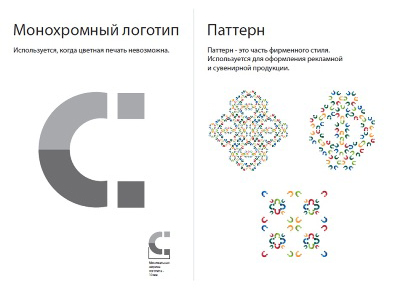 Монохромный логотип
Используется, когда цветная печать невозможна.
Паттерн
Паттерн - это часть фирменного стиля.
Используется для оформления рекламной
и сувенирной продукции.